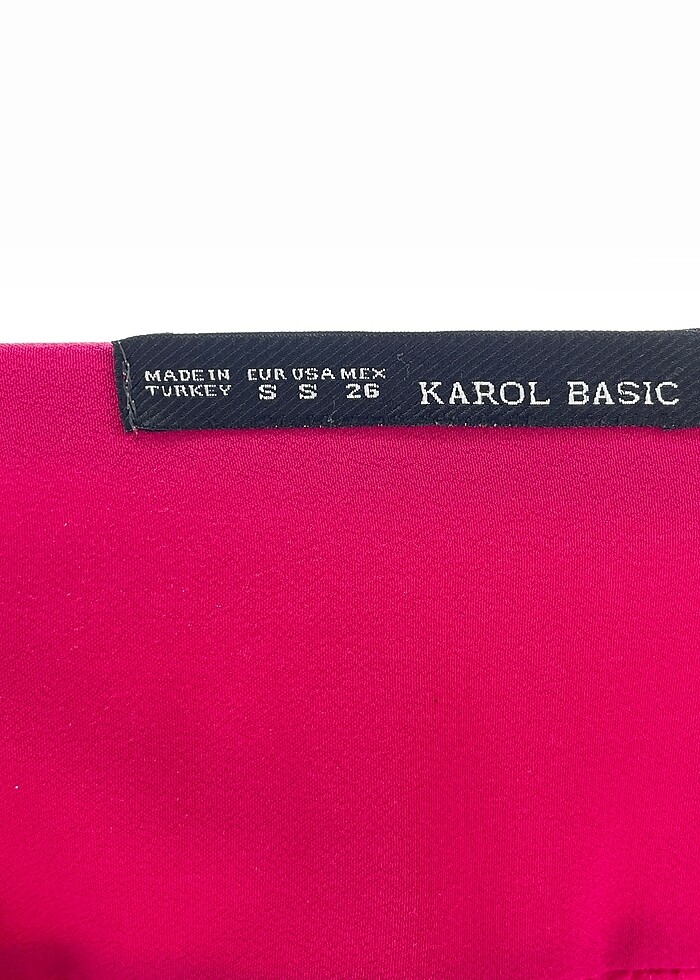 MADE IN EUR USA MEX
TURKEY S S 26
KAROL BASIC